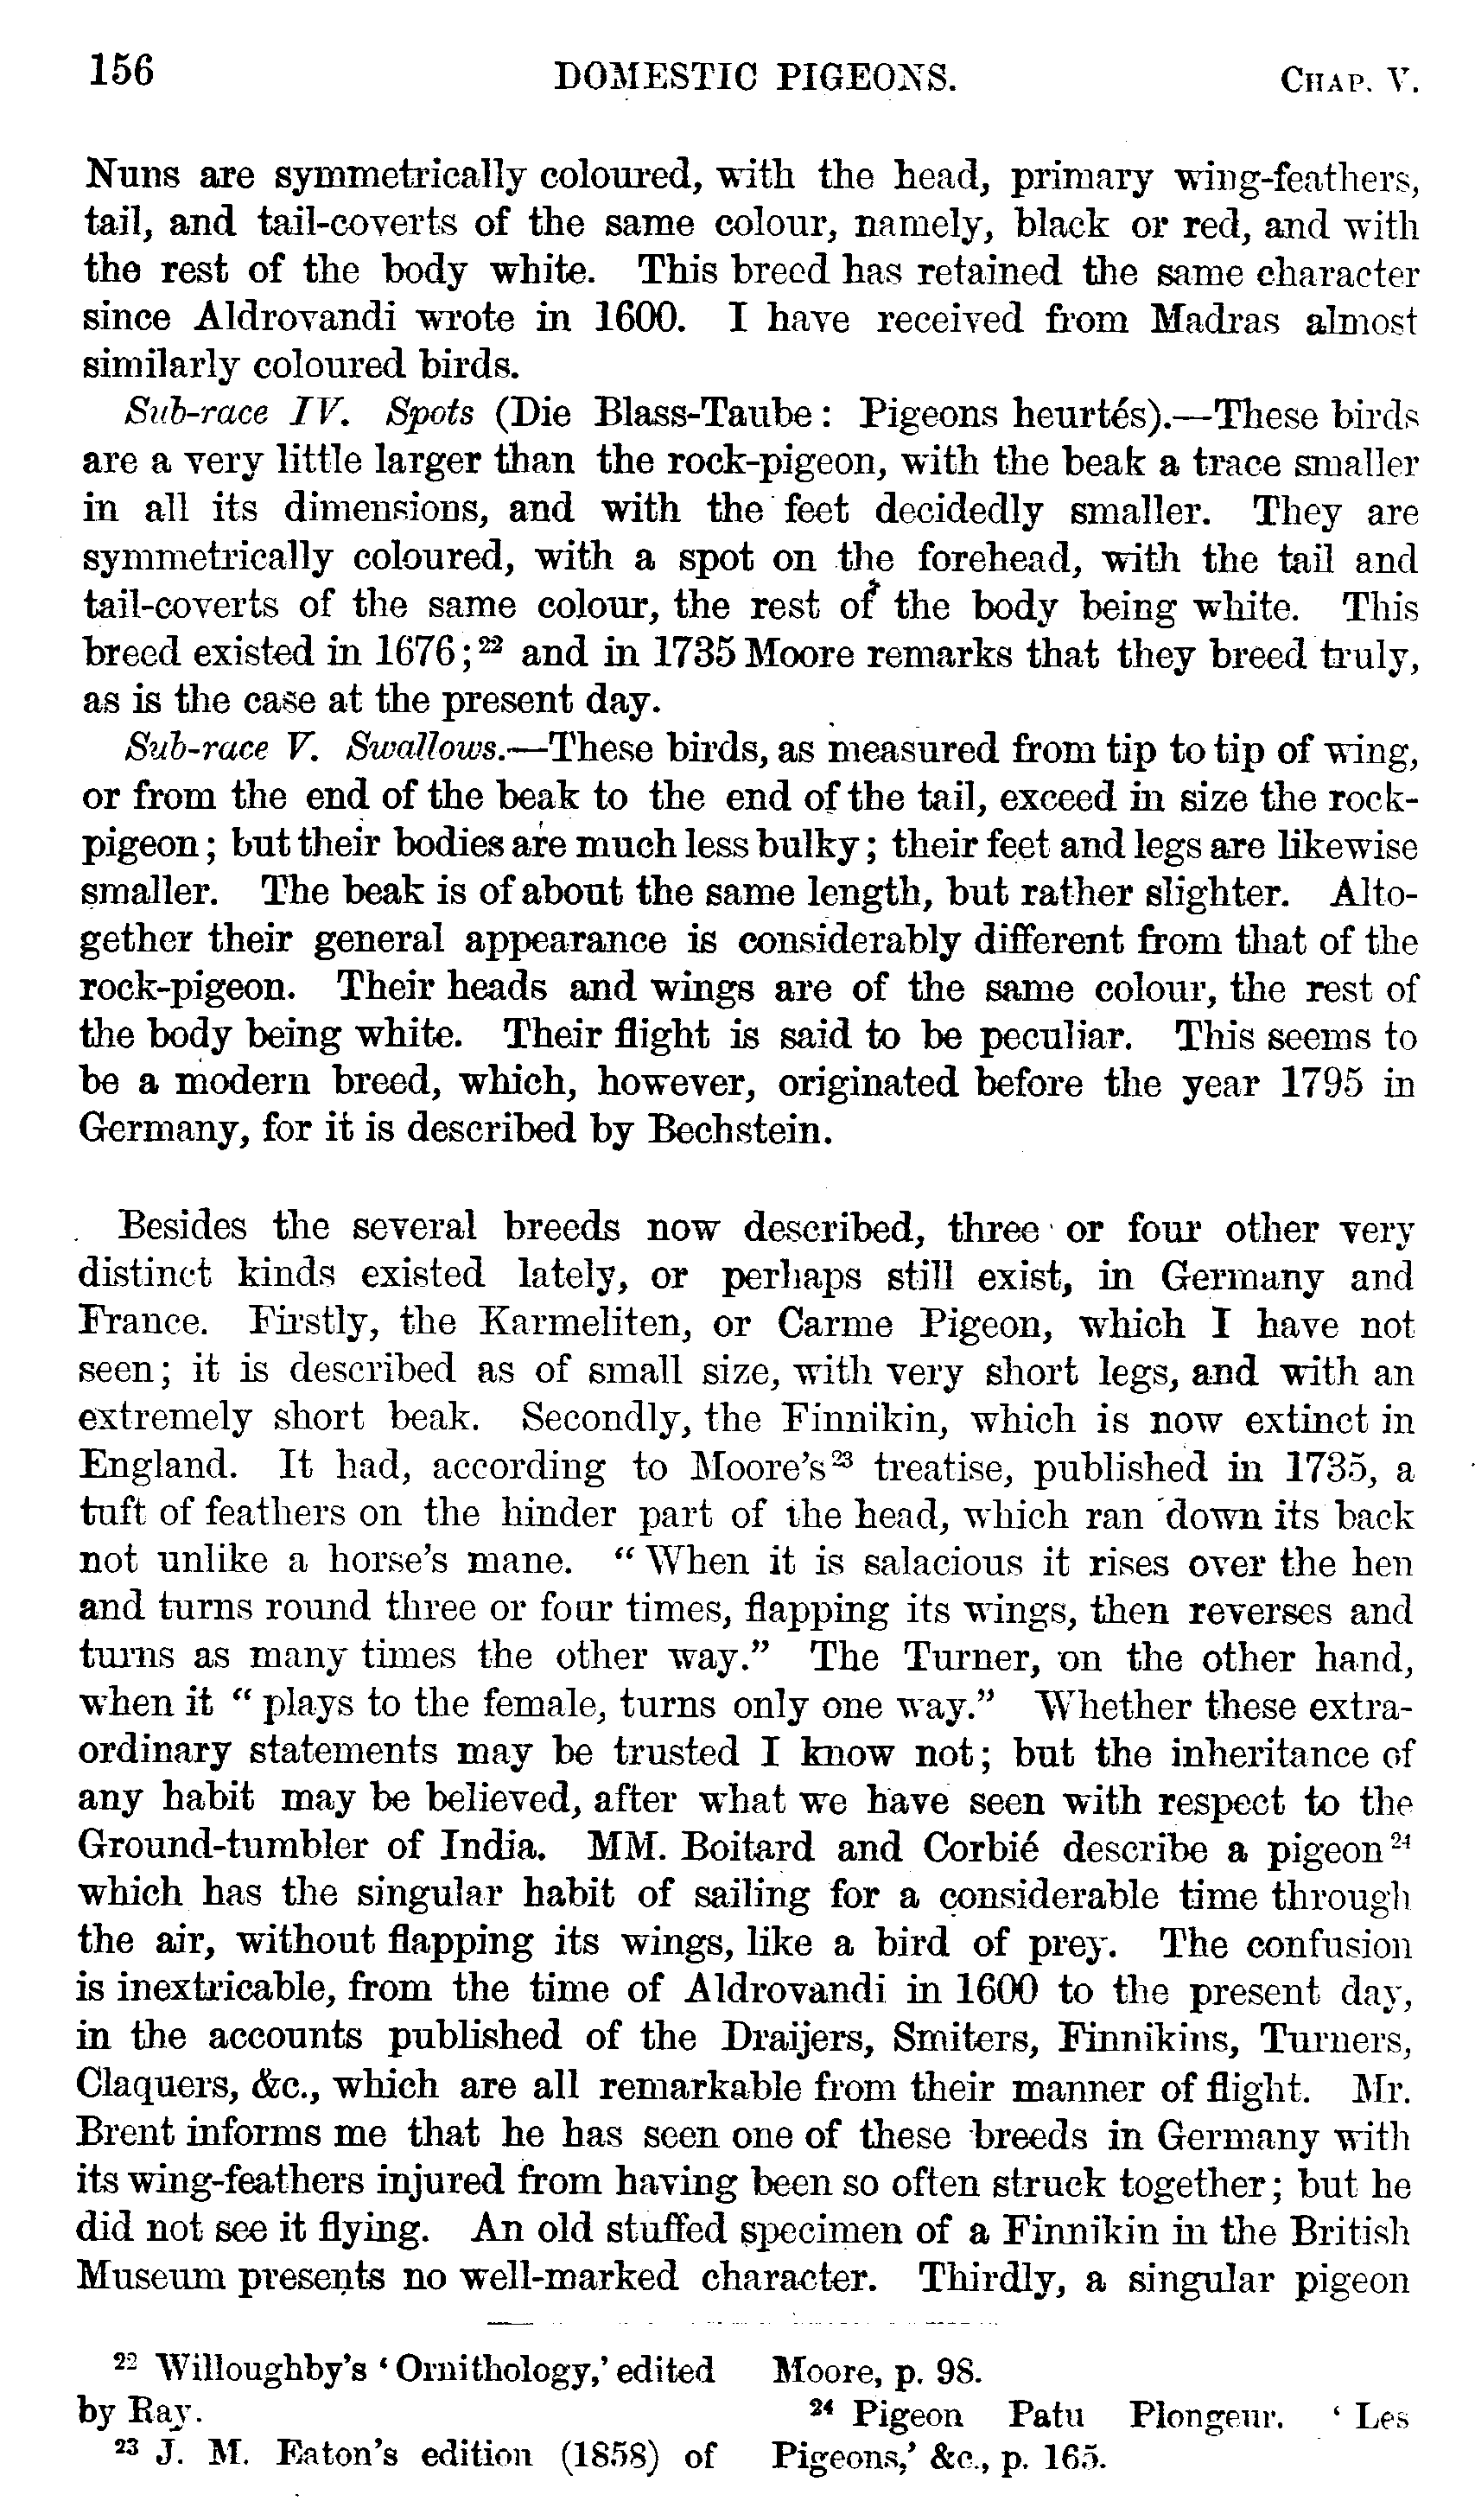 156 DOMESTIC PIGEONS. CHAP. V.
Nuns are symmetrically coloured, with the head, primary wing-feathers,
tail, and tail-coverts of the same colour, namely, black or red, and with
the rest of the body white. This breed has retained the same character
since Aldrovandi wrote in 1600. I have received from Madras almost
similarly coloured birds.
Sub-race IV. Spots (Die Blass-Taube: Pigeons heurtés).—These birds
are a very little larger than the rock-pigeon, with the beak a trace smaller
in all its dimensions, and with the feet decidedly smaller. They are
symmetrically coloured, with a spot on the forehead, with the tail and
tail-coverts of the same colour, the rest of the body being white. This
breed existed in 1676;²² and in 1735 Moore remarks that they breed truly,
as is the case at the present day.
Sub-race V. Swallows.—These birds, as measured from tip to tip of wing,
or from the end of the beak to the end of the tail, exceed in size the rock-
pigeon; but their bodies are much less bulky; their feet and legs are likewise
smaller. The beak is of about the same length, but rather slighter. Alto-
gether their general appearance is considerably different from that of the
rock-pigeon. Their heads and wings are of the same colour, the rest of
the body being white. Their flight is said to be peculiar. This seems to
be a modern breed, which, however, originated before the year 1795 in
Germany, for it is described by Bechstein.
Besides the several breeds now described, three or four other very
distinct kinds existed lately, or perhaps still exist, in Germany and
France. Firstly, the Karmeliten, or Carme Pigeon, which I have not
seen; it is described as of small size, with very short legs, and with an
extremely short beak. Secondly, the Finnikin, which is now extinct in
England. It had, according to Moore's²³ treatise, published in 1735, a
tuft of feathers on the hinder part of the head, which ran down its back
not unlike a horse's mane. "When it is salacious it rises over the hen
and turns round three or four times, flapping its wings, then reverses and
turns as many times the other way." The Turner, on the other hand,
when it "plays to the female, turns only one way." Whether these extra-
ordinary statements may be trusted I know not; but the inheritance of
any habit may be believed, after what we have seen with respect to the
Ground-tumbler of India. MM. Boitard and Corbié describe a pigeon²⁴
which has the singular habit of sailing for a considerable time through
the air, without flapping its wings, like a bird of prey. The confusion
is inextricable, from the time of Aldrovandi in 1600 to the present day,
in the accounts published of the Draijers, Smiters, Finnikins, Turners,
Claquers, &c., which are all remarkable from their manner of flight. Mr.
Brent informs me that he has seen one of these breeds in Germany with
its wing-feathers injured from having been so often struck together; but he
did not see it flying. An old stuffed specimen of a Finnikin in the British
Museum presents no well-marked character. Thirdly, a singular pigeon
²² Willoughby's 'Ornithology,' edited
by Ray.
²³ J. M. Eaton's edition (1858) of
Moore, p. 98.
²⁴ Pigeon Patu Plongeur. 'Les
Pigeons,' &c., p. 165.